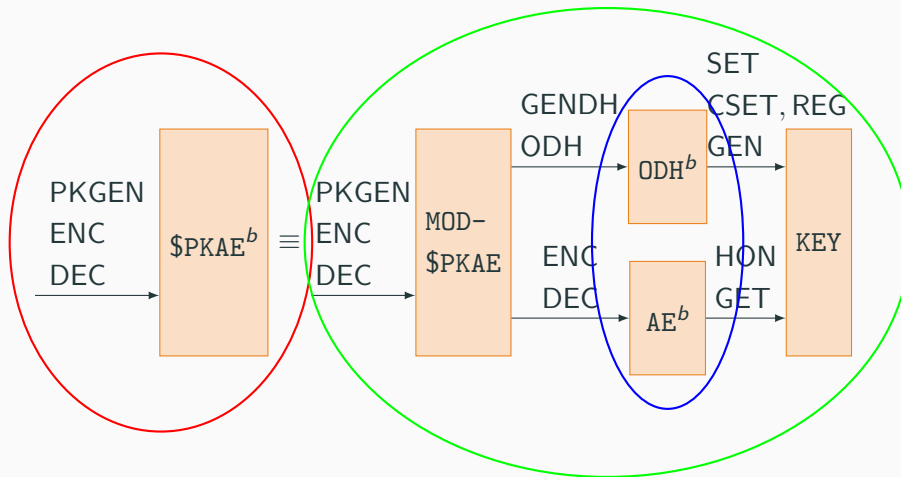 PKGEN
ENC
DEC
$PKAE^b
≡
PKGEN
ENC
DEC
MOD-
$PKAE
GENDH
ODH
ENC
DEC
ODH^b
AE^b
SET
CSET, REG
GEN
HON
GET
KEY